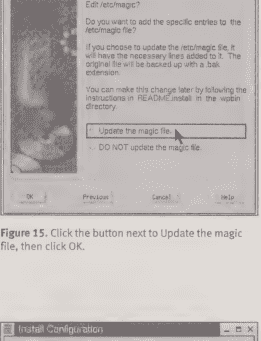 Edit /etc/magic?
Do you want to add the specific entries to the
/etc/magic file?
If you choose to update the /etc/magic file, it
will have the necessary lines added to it. The
original file will be backed up with a .bak
extension.
You can make this change later by following the
instructions in README.install in the wpbin
directory.
Update the magic file.
DO NOT update the magic file.
OK Previous Cancel Help
Figure 15. Click the button next to Update the magic
file, then click OK.
Install Configuration